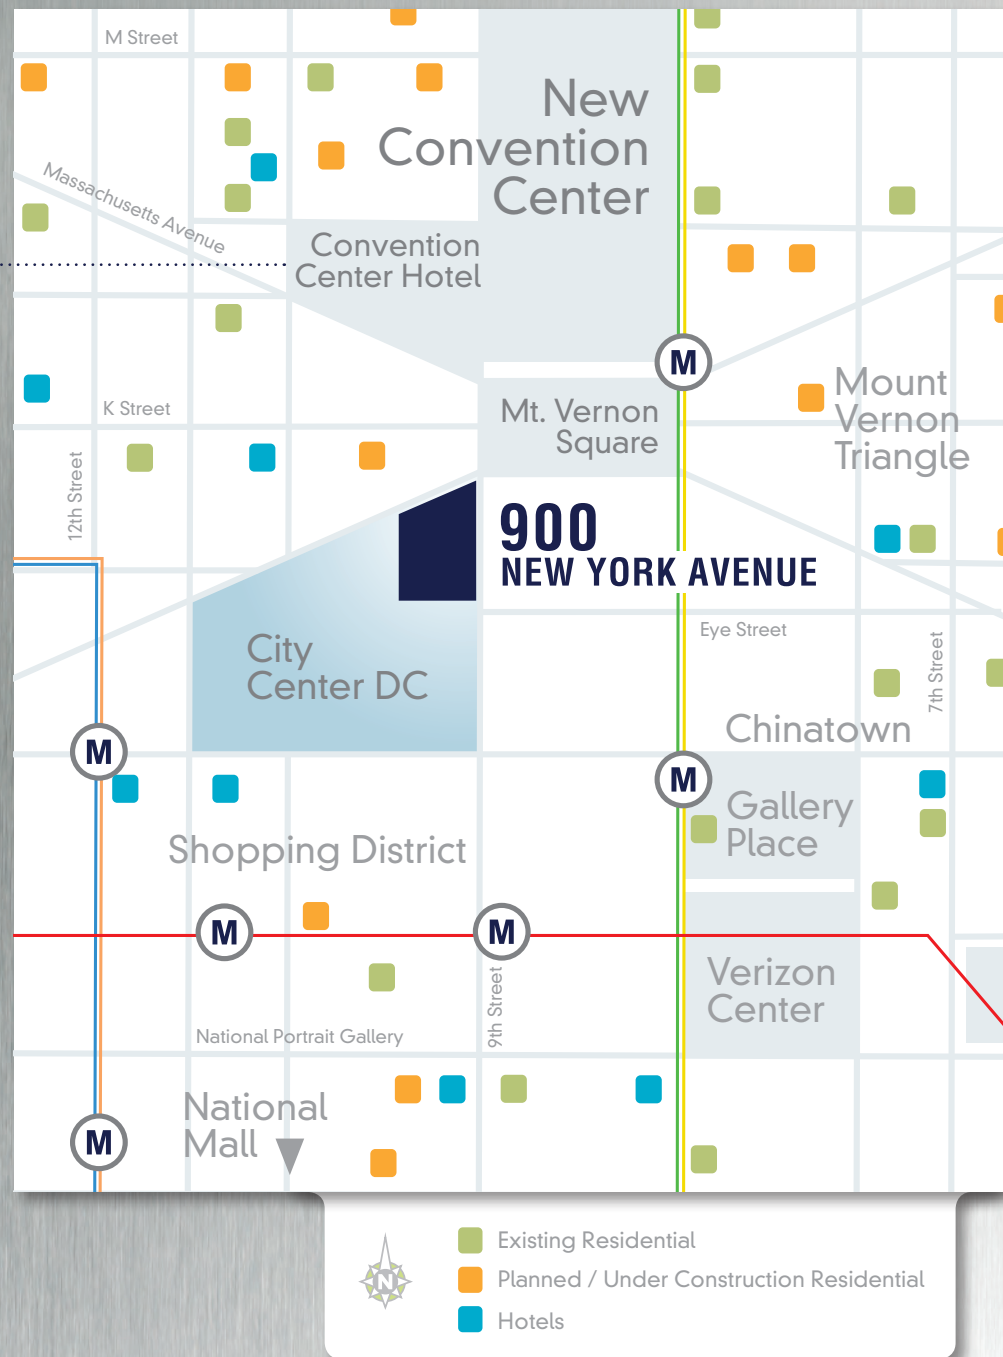 M Street
New
Convention
Center
Massachusetts Avenue
Convention
Center Hotel
M
Mount
Vernon
Triangle
K Street
Mt. Vernon
Square
12th Street
900
NEW YORK AVENUE
Eye Street
City
Center DC
7th Street
Chinatown
M
M
Gallery
Place
Shopping District
M
M
Verizon
Center
9th Street
National Portrait Gallery
National
Mall
M
N
Existing Residential
Planned / Under Construction Residential
Hotels